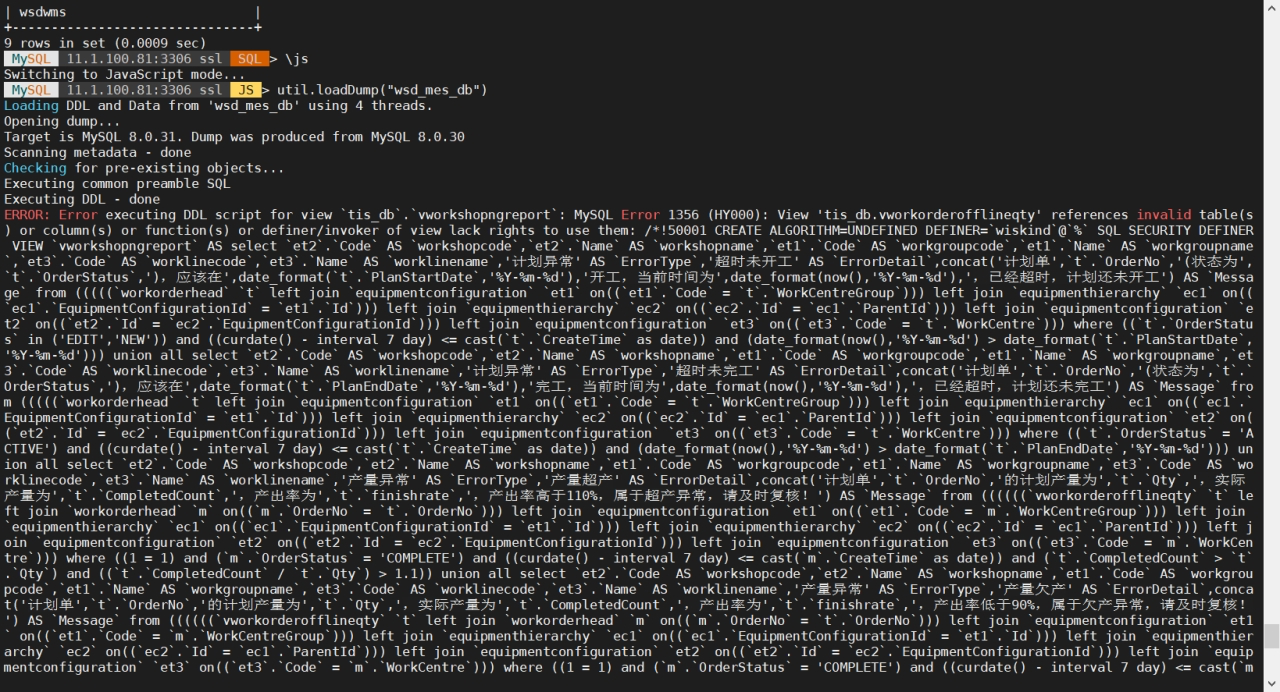 | wsdwms                         |
+--------------------------------+
9 rows in set (0.0009 sec)
MySQL  11.1.100.81:3306 ssl  SQL > \js
Switching to JavaScript mode...
MySQL  11.1.100.81:3306 ssl  JS > util.loadDump("wsd_mes_db")
Loading DDL and Data from 'wsd_mes_db' using 4 threads.
Opening dump...
Target is MySQL 8.0.31. Dump was produced from MySQL 8.0.30
Scanning metadata - done
Checking for pre-existing objects...
Executing common preamble SQL
Executing DDL - done
ERROR: Error executing DDL script for view `tis_db`.`vworkshopngreport`: MySQL Error 1356 (HY000): View 'tis_db.vworkorderofflineqty' references invalid table(s
) or column(s) or function(s) or definer/invoker of view lack rights to use them: /*!50001 CREATE ALGORITHM=UNDEFINED DEFINER=`wiskind`@`%` SQL SECURITY DEFINER
 VIEW `vworkshopngreport` AS select `et2`.`Code` AS `workshopcode`,`et2`.`Name` AS `workshopname`,`et1`.`Code` AS `workgroupcode`,`et1`.`Name` AS `workgroupname
`,`et3`.`Code` AS `worklinecode`,`et3`.`Name` AS `worklinename`,'计划异常' AS `ErrorType`,'超时未开工' AS `ErrorDetail`,concat('计划单',`t`.`OrderNo`,'(状态为',
`t`.`OrderStatus`,')，应该在',date_format(`t`.`PlanStartDate`,'%Y-%m-%d'),'开工，当前时间为',date_format(now(),'%Y-%m-%d'),'，已经超时，计划还未开工') AS `Messa
ge` from (((((`workorderhead` `t` left join `equipmentconfiguration` `et1` on((`et1`.`Code` = `t`.`WorkCentreGroup`))) left join `equipmenthierarchy` `ec1` on((
`ec1`.`EquipmentConfigurationId` = `et1`.`Id`))) left join `equipmenthierarchy` `ec2` on((`ec2`.`Id` = `ec1`.`ParentId`))) left join `equipmentconfiguration` `e
t2` on((`et2`.`Id` = `ec2`.`EquipmentConfigurationId`))) left join `equipmentconfiguration` `et3` on((`et3`.`Code` = `t`.`WorkCentre`))) where ((`t`.`OrderStatu
s` in ('EDIT','NEW')) and ((curdate() - interval 7 day) <= cast(`t`.`CreateTime` as date)) and (date_format(now(),'%Y-%m-%d') > date_format(`t`.`PlanStartDate`,
'%Y-%m-%d'))) union all select `et2`.`Code` AS `workshopcode`,`et2`.`Name` AS `workshopname`,`et1`.`Code` AS `workgroupcode`,`et1`.`Name` AS `workgroupname`,`et
3`.`Code` AS `worklinecode`,`et3`.`Name` AS `worklinename`,'计划异常' AS `ErrorType`,'超时未完工' AS `ErrorDetail`,concat('计划单',`t`.`OrderNo`,'(状态为',`t`.`
OrderStatus`,')，应该在',date_format(`t`.`PlanEndDate`,'%Y-%m-%d'),'完工，当前时间为',date_format(now(),'%Y-%m-%d'),'，已经超时，计划还未完工') AS `Message` fro
m (((((`workorderhead` `t` left join `equipmentconfiguration` `et1` on((`et1`.`Code` = `t`.`WorkCentreGroup`))) left join `equipmenthierarchy` `ec1` on((`ec1`.`
EquipmentConfigurationId` = `et1`.`Id`))) left join `equipmenthierarchy` `ec2` on((`ec2`.`Id` = `ec1`.`ParentId`))) left join `equipmentconfiguration` `et2` on(
(`et2`.`Id` = `ec2`.`EquipmentConfigurationId`))) left join `equipmentconfiguration` `et3` on((`et3`.`Code` = `t`.`WorkCentre`))) where ((`t`.`OrderStatus` = 'A
CTIVE') and ((curdate() - interval 7 day) <= cast(`t`.`CreateTime` as date)) and (date_format(now(),'%Y-%m-%d') > date_format(`t`.`PlanEndDate`,'%Y-%m-%d'))) un
ion all select `et2`.`Code` AS `workshopcode`,`et2`.`Name` AS `workshopname`,`et1`.`Code` AS `workgroupcode`,`et1`.`Name` AS `workgroupname`,`et3`.`Code` AS `wo
rklinecode`,`et3`.`Name` AS `worklinename`,'产量异常' AS `ErrorType`,'产量超产' AS `ErrorDetail`,concat('计划单',`t`.`OrderNo`,'的计划产量为',`t`.`Qty`,'，实际
产量为',`t`.`CompletedCount`,'，产出率为',`t`.`finishrate`,'，产出率高于110%，属于超产异常，请及时复核！') AS `Message` from ((((((`vworkorderofflineqty` `t` le
ft join `workorderhead` `m` on((`m`.`OrderNo` = `t`.`OrderNo`))) left join `equipmentconfiguration` `et1` on((`et1`.`Code` = `m`.`WorkCentreGroup`))) left join
`equipmenthierarchy` `ec1` on((`ec1`.`EquipmentConfigurationId` = `et1`.`Id`))) left join `equipmenthierarchy` `ec2` on((`ec2`.`Id` = `ec1`.`ParentId`))) left j
oin `equipmentconfiguration` `et2` on((`et2`.`Id` = `ec2`.`EquipmentConfigurationId`))) left join `equipmentconfiguration` `et3` on((`et3`.`Code` = `m`.`WorkCen
tre`))) where ((1 = 1) and (`m`.`OrderStatus` = 'COMPLETE') and ((curdate() - interval 7 day) <= cast(`m`.`CreateTime` as date)) and (`t`.`CompletedCount` > `t`
.`Qty`) and ((`t`.`CompletedCount` / `t`.`Qty`) > 1.1)) union all select `et2`.`Code` AS `workshopcode`,`et2`.`Name` AS `workshopname`,`et1`.`Code` AS `workgrou
pcode`,`et1`.`Name` AS `workgroupname`,`et3`.`Code` AS `worklinecode`,`et3`.`Name` AS `worklinename`,'产量异常' AS `ErrorType`,'产量欠产' AS `ErrorDetail`,conca
t('计划单',`t`.`OrderNo`,'的计划产量为',`t`.`Qty`,'，实际产量为',`t`.`CompletedCount`,'，产出率为',`t`.`finishrate`,'，产出率低于90%，属于欠产异常，请及时复核！
') AS `Message` from ((((((`vworkorderofflineqty` `t` left join `workorderhead` `m` on((`m`.`OrderNo` = `t`.`OrderNo`))) left join `equipmentconfiguration` `et1
` on((`et1`.`Code` = `m`.`WorkCentreGroup`))) left join `equipmenthierarchy` `ec1` on((`ec1`.`EquipmentConfigurationId` = `et1`.`Id`))) left join `equipmenthier
archy` `ec2` on((`ec2`.`Id` = `ec1`.`ParentId`))) left join `equipmentconfiguration` `et2` on((`et2`.`Id` = `ec2`.`EquipmentConfigurationId`))) left join `equip
mentconfiguration` `et3` on((`et3`.`Code` = `m`.`WorkCentre`))) where ((1 = 1) and (`m`.`OrderStatus` = 'COMPLETE') and ((curdate() - interval 7 day) <= cast(`m